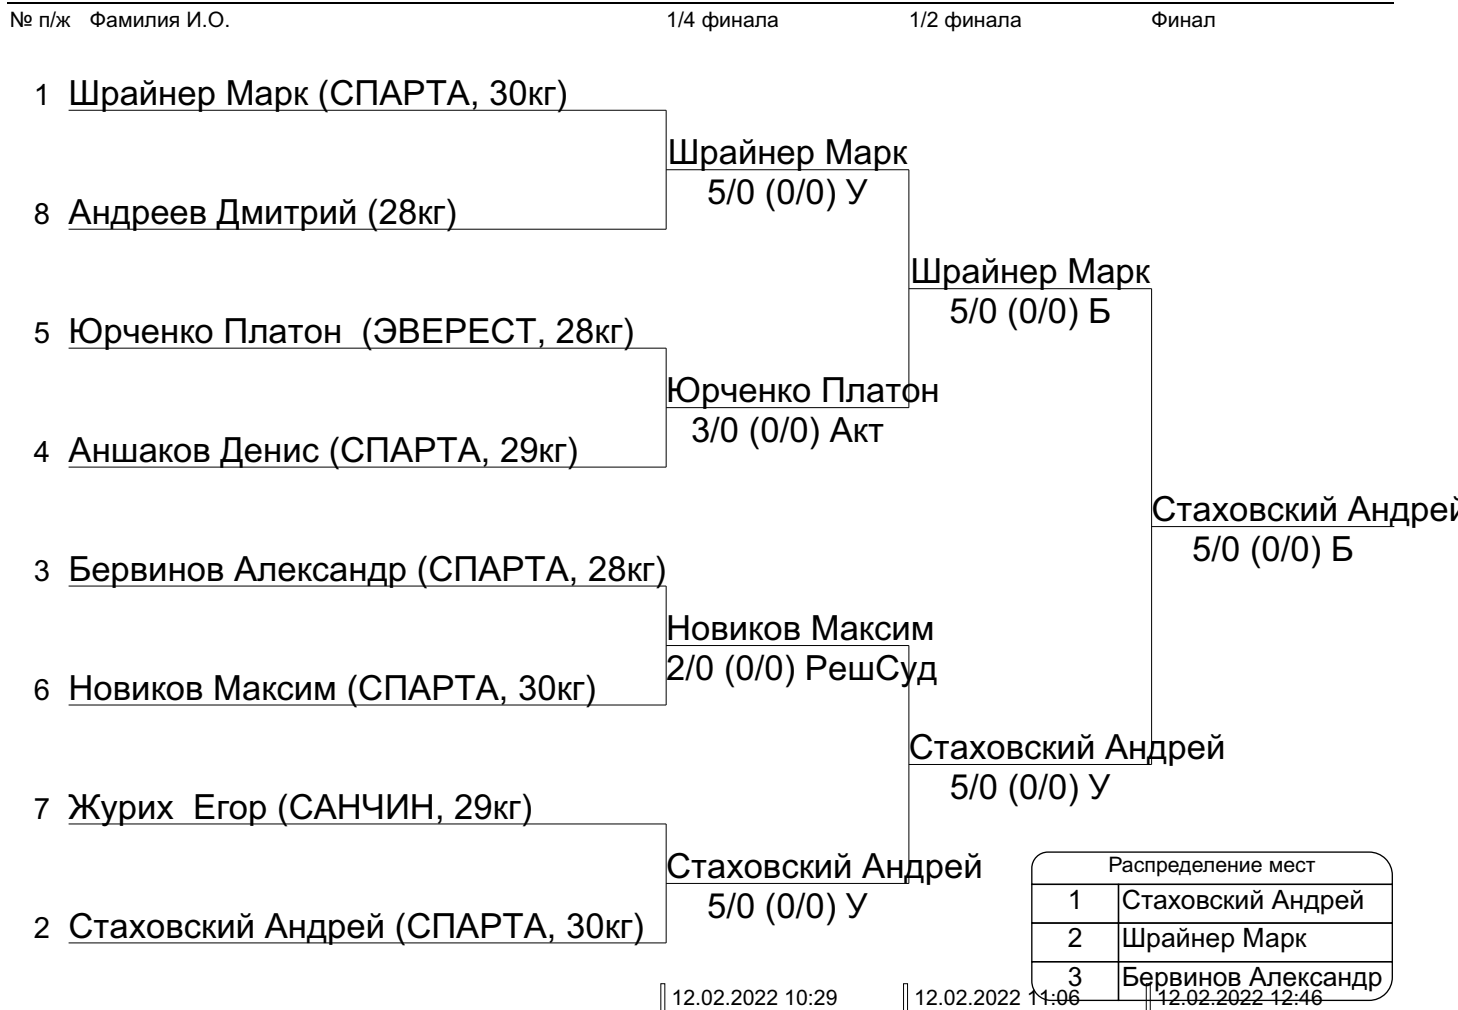 № п/ж Фамилия И.О. 1/4 финала 1/2 финала Финал
1 Шрайнер Марк (СПАРТА, 30кг)
Шрайнер Марк
5/0 (0/0) У
8 Андреев Дмитрий (28кг)
Шрайнер Марк
5/0 (0/0) Б
5 Юрченко Платон (ЭВЕРЕСТ, 28кг)
Юрченко Платон
3/0 (0/0) Акт
4 Аншаков Денис (СПАРТА, 29кг)
Стаховский Андрей
5/0 (0/0) Б
3 Бервинов Александр (СПАРТА, 28кг)
Новиков Максим
2/0 (0/0) РешСуд
6 Новиков Максим (СПАРТА, 30кг)
Стаховский Андрей
5/0 (0/0) У
7 Журих Егор (САНЧИН, 29кг)
Стаховский Андрей
5/0 (0/0) У
2 Стаховский Андрей (СПАРТА, 30кг)
Распределение мест
1 Стаховский Андрей
2 Шрайнер Марк
3 Бервинов Александр
12.02.2022 10:29 12.02.2022 11:06 12.02.2022 12:46